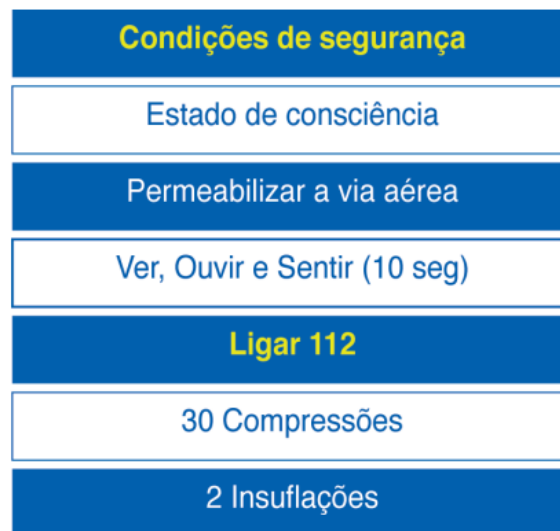 Condições de segurança
Estado de consciência
Permeabilizar a via aérea
Ver, Ouvir e Sentir (10 seg)
Ligar 112
30 Compressões
2 Insuflações